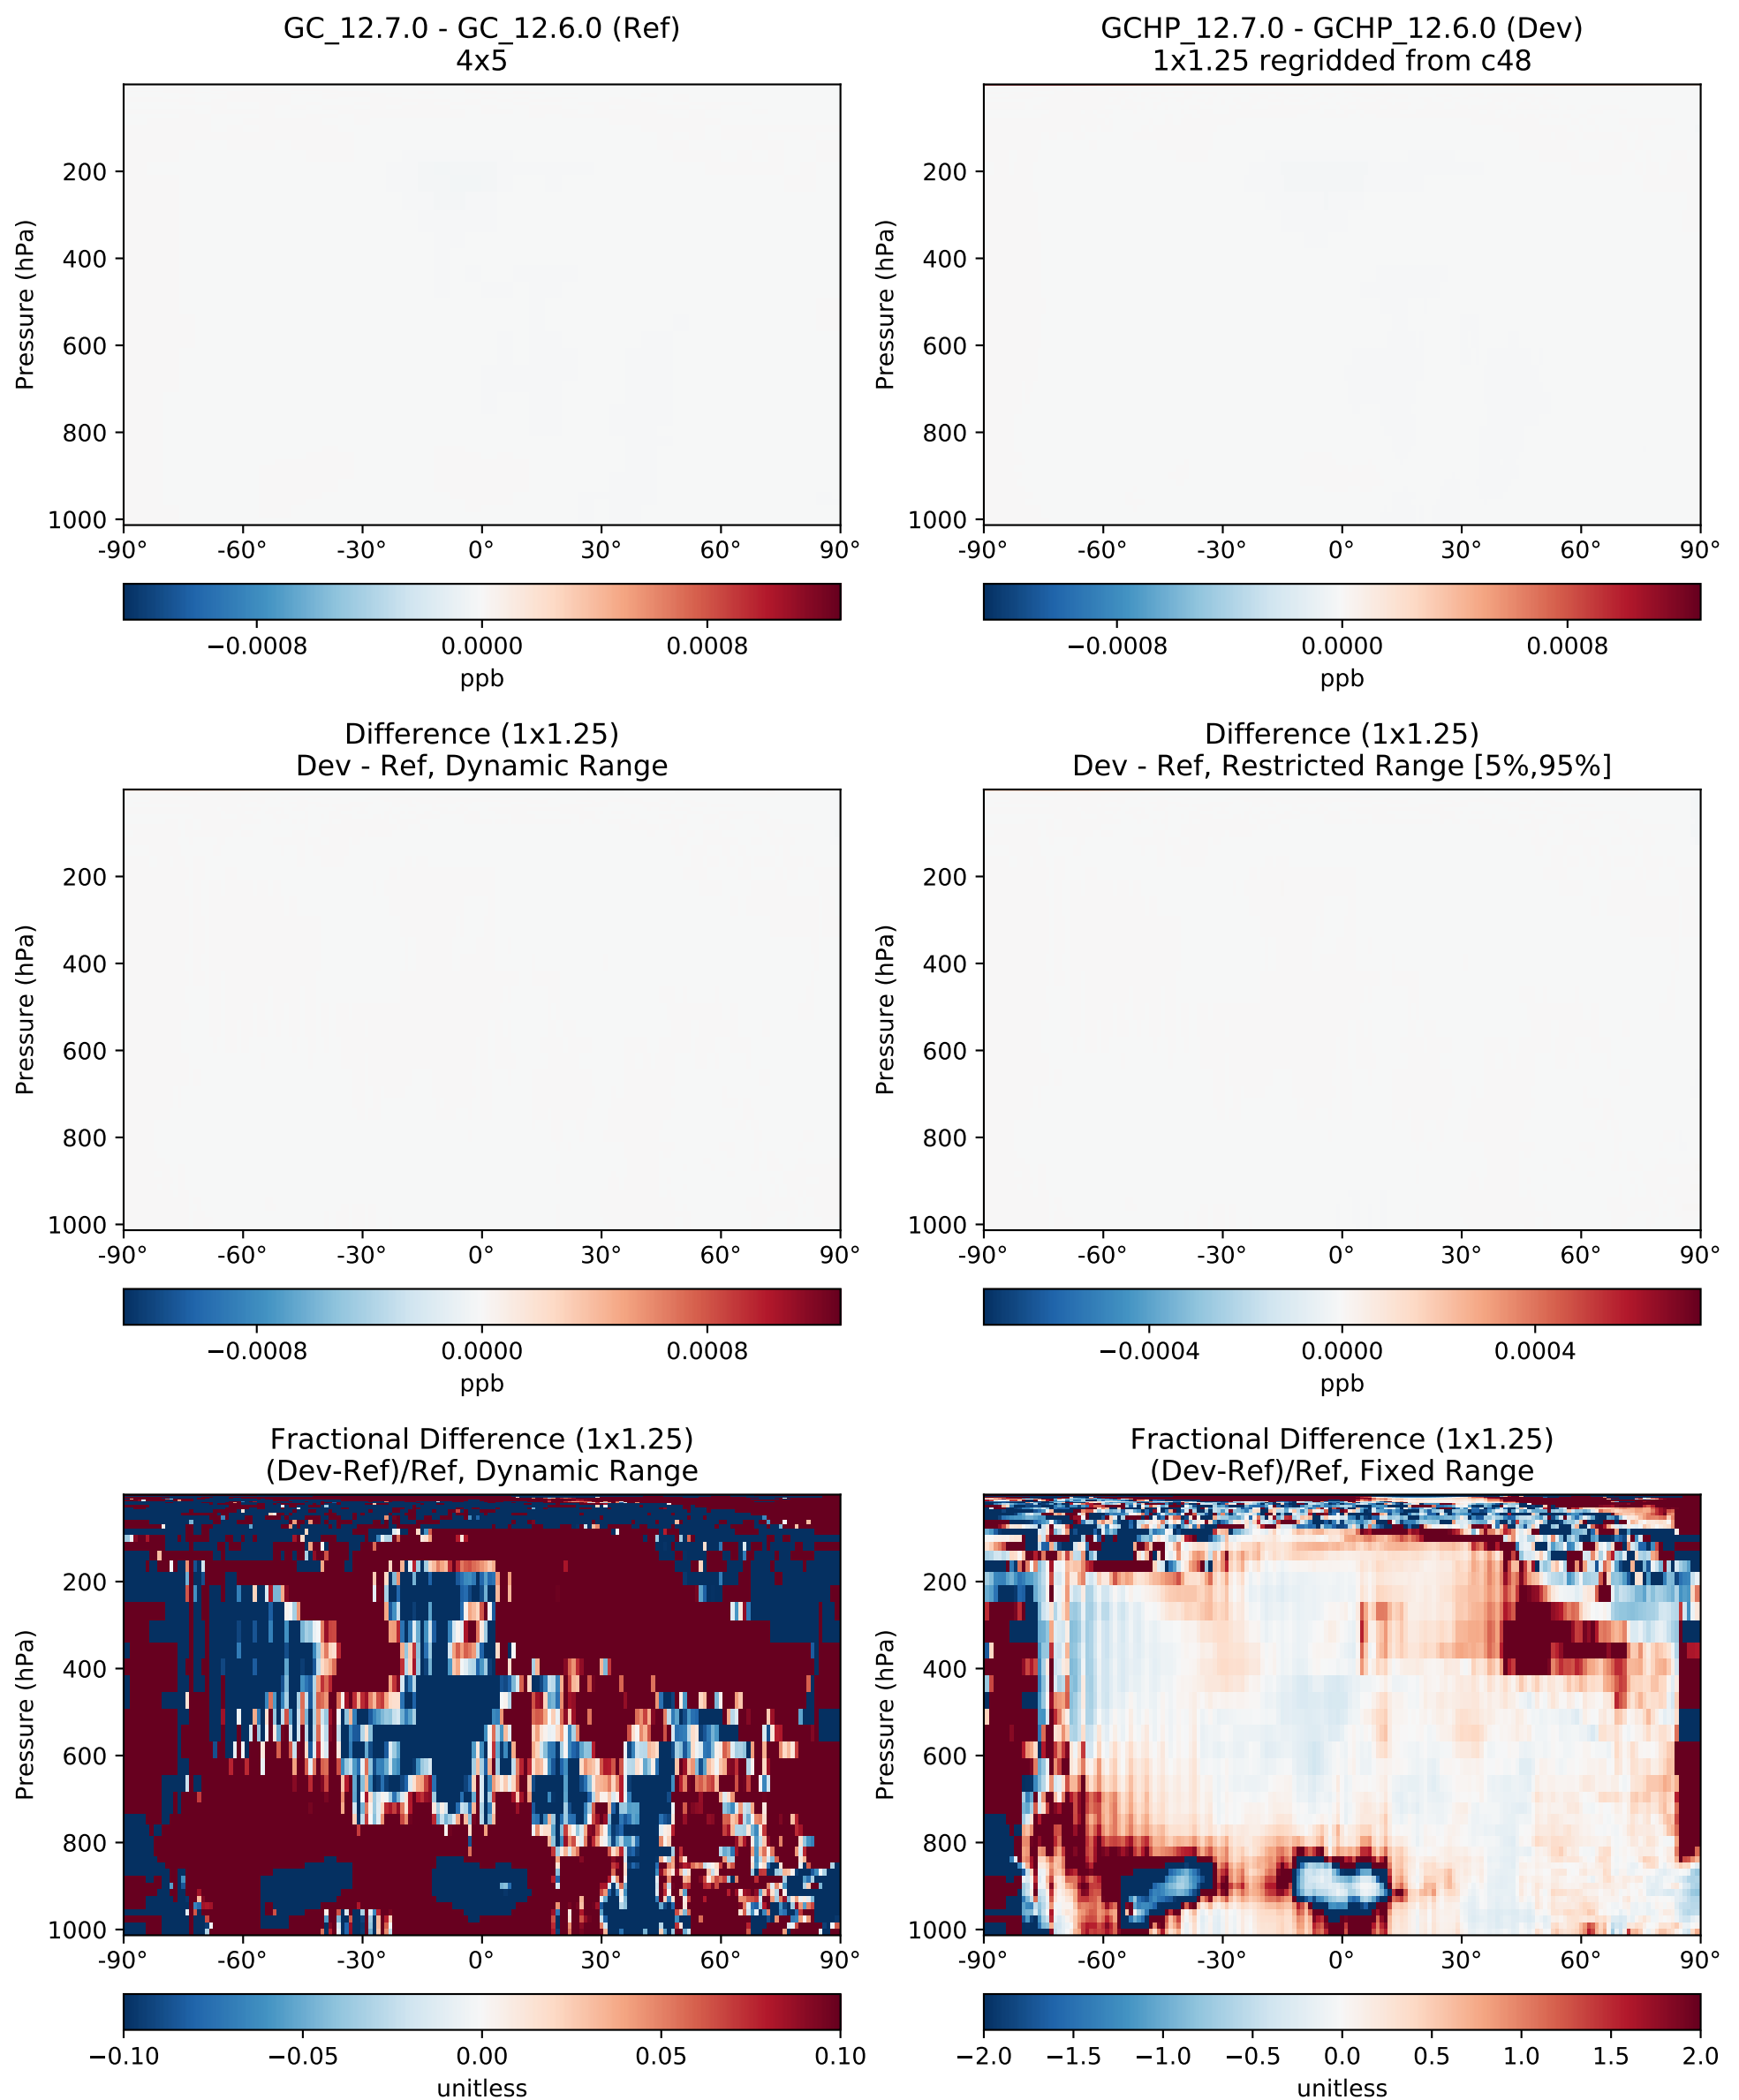 GC_12.7.0 - GC_12.6.0 (Ref)
4x5
GCHP_12.7.0 - GCHP_12.6.0 (Dev)
1x1.25 regridded from c48
Pressure (hPa)
200
400
600
800
1000
-90° -60° -30° 0° 30° 60° 90°
−0.0008 0.0000 0.0008
ppb
Pressure (hPa)
200
400
600
800
1000
-90° -60° -30° 0° 30° 60° 90°
−0.0008 0.0000 0.0008
ppb
Difference (1x1.25)
Dev - Ref, Dynamic Range
Difference (1x1.25)
Dev - Ref, Restricted Range [5%,95%]
Pressure (hPa)
200
400
600
800
1000
-90° -60° -30° 0° 30° 60° 90°
−0.0008 0.0000 0.0008
ppb
Pressure (hPa)
200
400
600
800
1000
-90° -60° -30° 0° 30° 60° 90°
−0.0004 0.0000 0.0004
ppb
Fractional Difference (1x1.25)
(Dev-Ref)/Ref, Dynamic Range
Fractional Difference (1x1.25)
(Dev-Ref)/Ref, Fixed Range
Pressure (hPa)
200
400
600
800
1000
-90° -60° -30° 0° 30° 60° 90°
−0.10 −0.05 0.00 0.05 0.10
unitless
Pressure (hPa)
200
400
600
800
1000
-90° -60° -30° 0° 30° 60° 90°
−2.0 −1.5 −1.0 −0.5 0.0 0.5 1.0 1.5 2.0
unitless